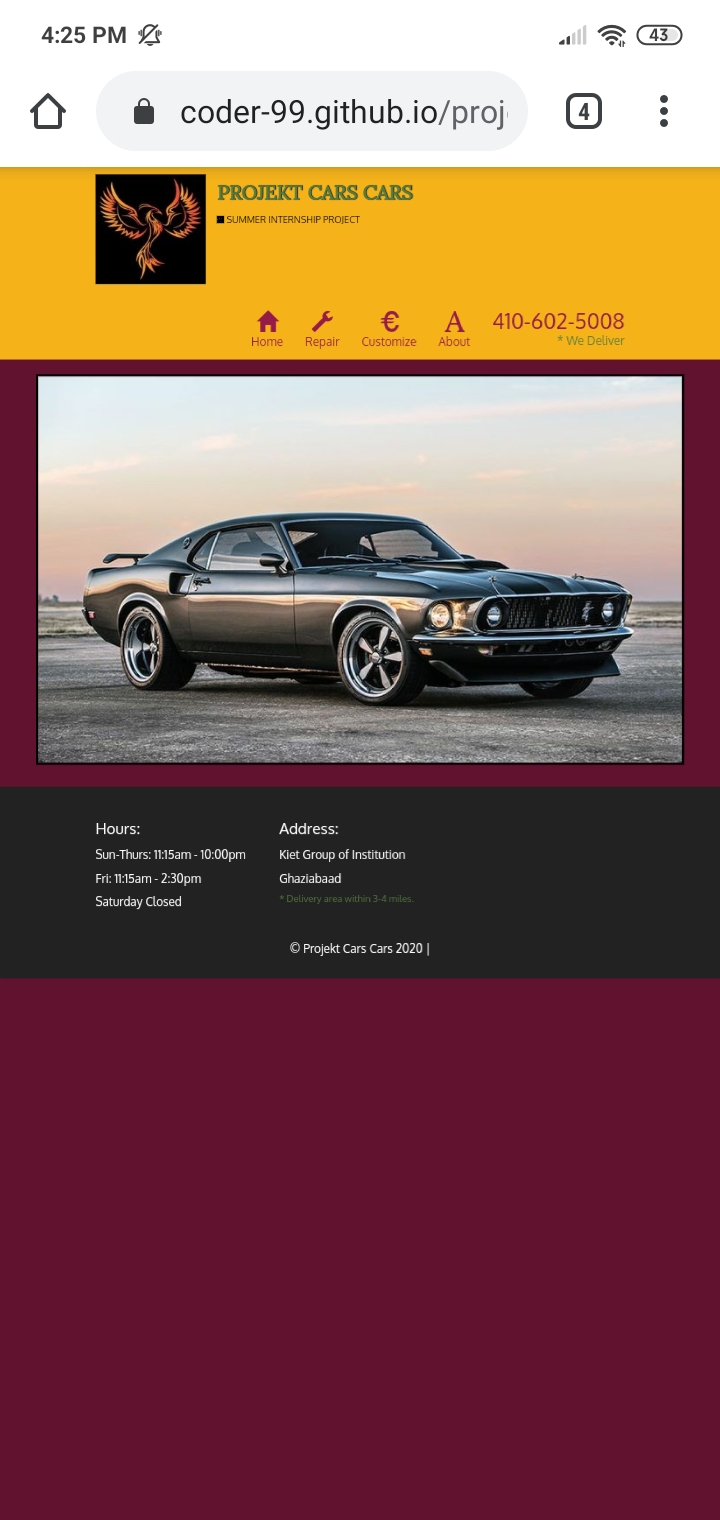 4:25 PM
43
coder-99.github.io/proj
4
PROJEKT CARS CARS
SUMMER INTERNSHIP PROJECT
Home
Repair
€
Customize
A
About
410-602-5008
* We Deliver
Hours:
Sun-Thurs: 11:15am - 10:00pm
Fri: 11:15am - 2:30pm
Saturday Closed
Address:
Kiet Group of Institution
Ghaziabaad
* Delivery area within 3-4 miles.
© Projekt Cars Cars 2020 |